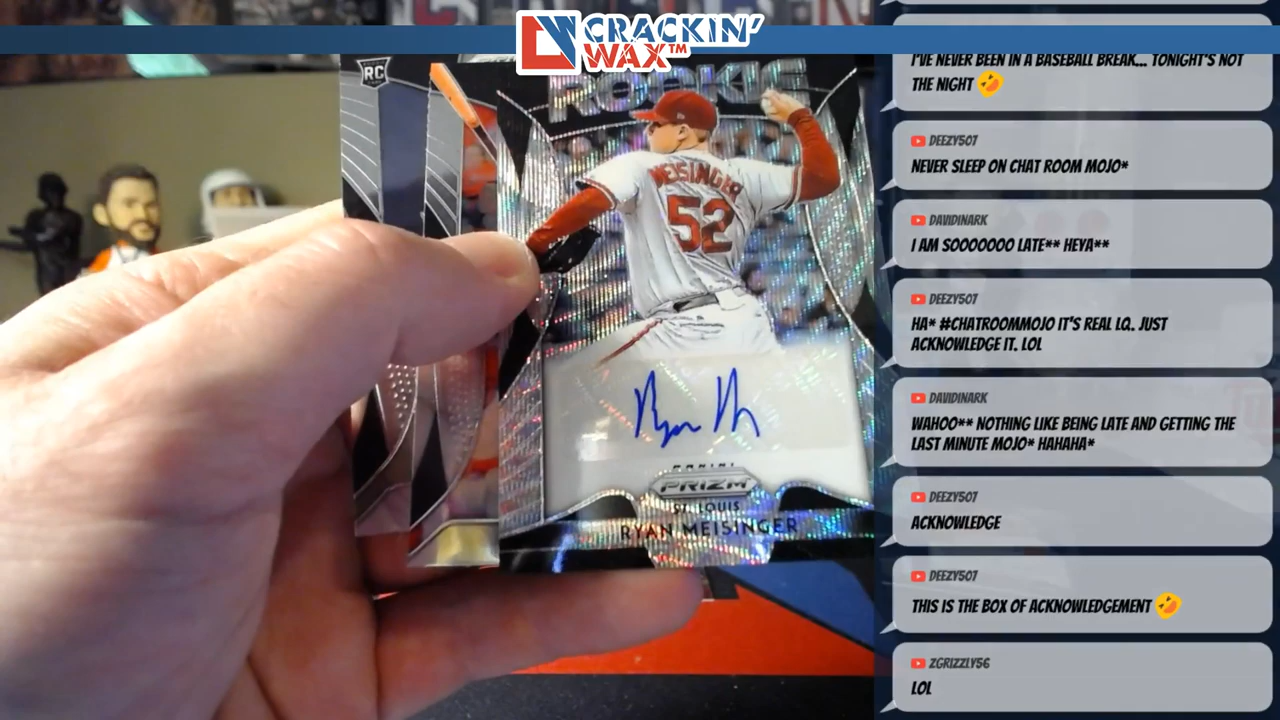 CRACKIN'
WAX™
RC
ROOKIE
MEISINGER
52
PANINI
PRIZM
ST. LOUIS
RYAN MEISINGER
I'VE NEVER BEEN IN A BASEBALL BREAK... TONIGHT'S NOT
THE NIGHT 🤣
DEEZY507
NEVER SLEEP ON CHAT ROOM MOJO*
DAVIDINARK
I AM SOOOOOOO LATE** HEYA**
DEEZY507
HA* #CHATROOMMOJO IT'S REAL LQ.. JUST
ACKNOWLEDGE IT. LOL
DAVIDINARK
WAHOO** NOTHING LIKE BEING LATE AND GETTING THE
LAST MINUTE MOJO* HAHAHA*
DEEZY507
ACKNOWLEDGE
DEEZY507
THIS IS THE BOX OF ACKNOWLEDGEMENT 🤣
ZGRIZZLY56
LOL